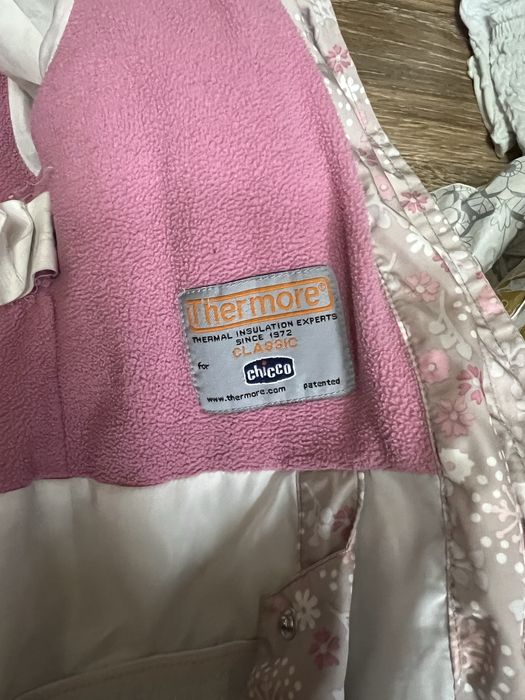 Thermore®
THERMAL INSULATION EXPERTS
SINCE 1972
CLASSIC
for
chicco
www.thermore.com patented